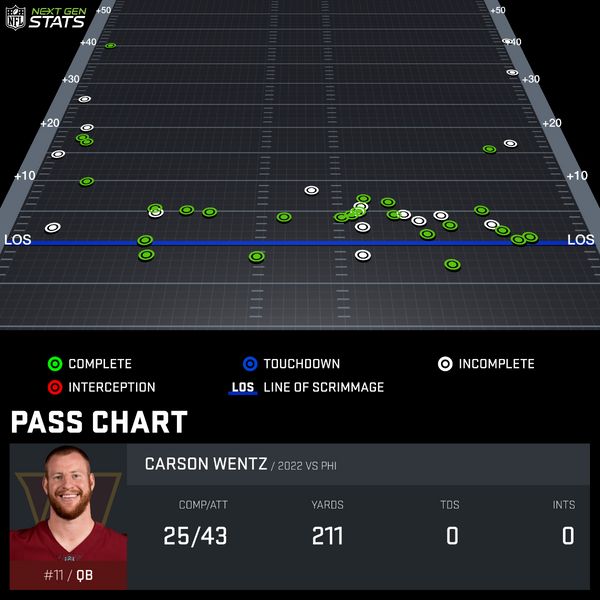 NFL NEXT GEN STATS
+50 +50
+40 +40
+30 +30
+20 +20
+10 +10
LOS LOS
COMPLETE TOUCHDOWN INCOMPLETE
INTERCEPTION LOS LINE OF SCRIMMAGE
PASS CHART
CARSON WENTZ / 2022 VS PHI
COMP/ATT YARDS TDS INTS
25/43 211 0 0
#11 / QB